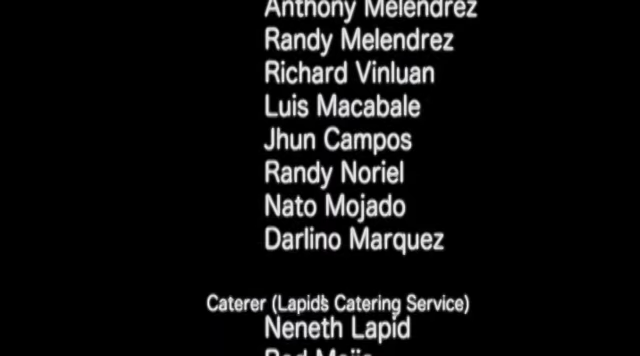 Anthony Melendrez
Randy Melendrez
Richard Vinluan
Luis Macabale
Jhun Campos
Randy Noriel
Nato Mojado
Darlino Marquez
Caterer (Lapid's Catering Service)
Neneth Lapid